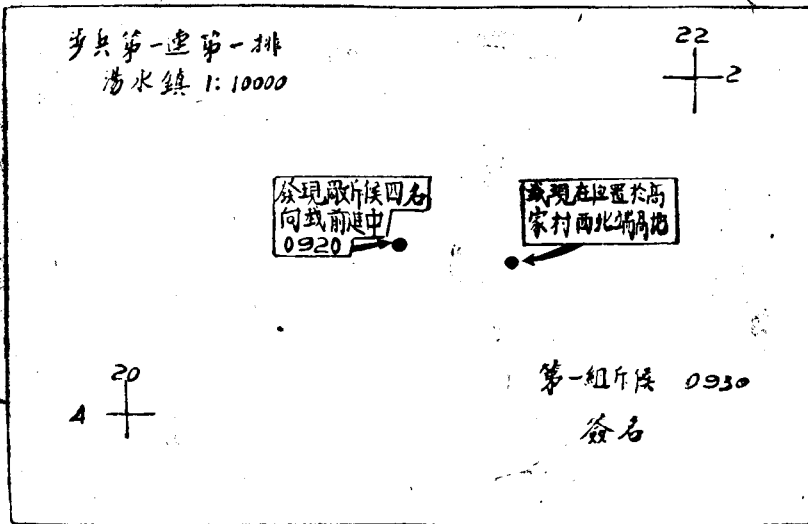 步兵第一連第一排
湯水鎮 1:10000
22
2
發現敵斥候四名
向我前進中
0920
我現在位置於高
家村西北端高地
20
4
第一組斥候 0930
簽名